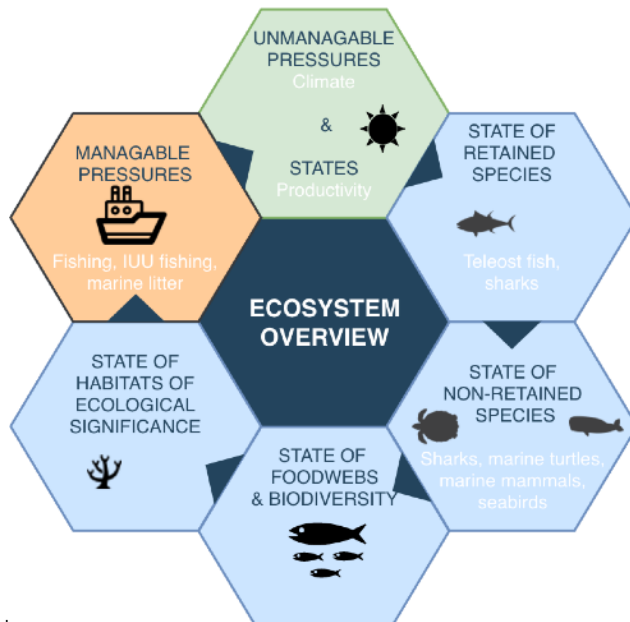 UNMANAGABLE
PRESSURES
Climate
&
STATES
Productivity
MANAGABLE
PRESSURES
Fishing, IUU fishing,
marine litter
STATE OF
RETAINED
SPECIES
Teleost fish,
sharks
ECOSYSTEM
OVERVIEW
STATE OF
HABITATS OF
ECOLOGICAL
SIGNIFICANCE
STATE OF
NON-RETAINED
SPECIES
Sharks, marine turtles,
marine mammals,
seabirds
STATE OF
FOODWEBS
& BIODIVERSITY